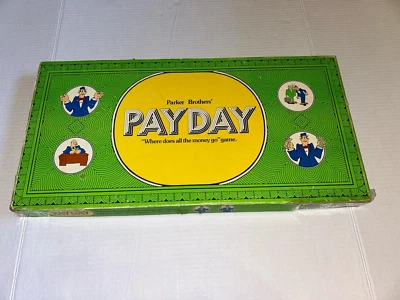 Parker Brothers'
PAYDAY
"Where does all the money go" game.